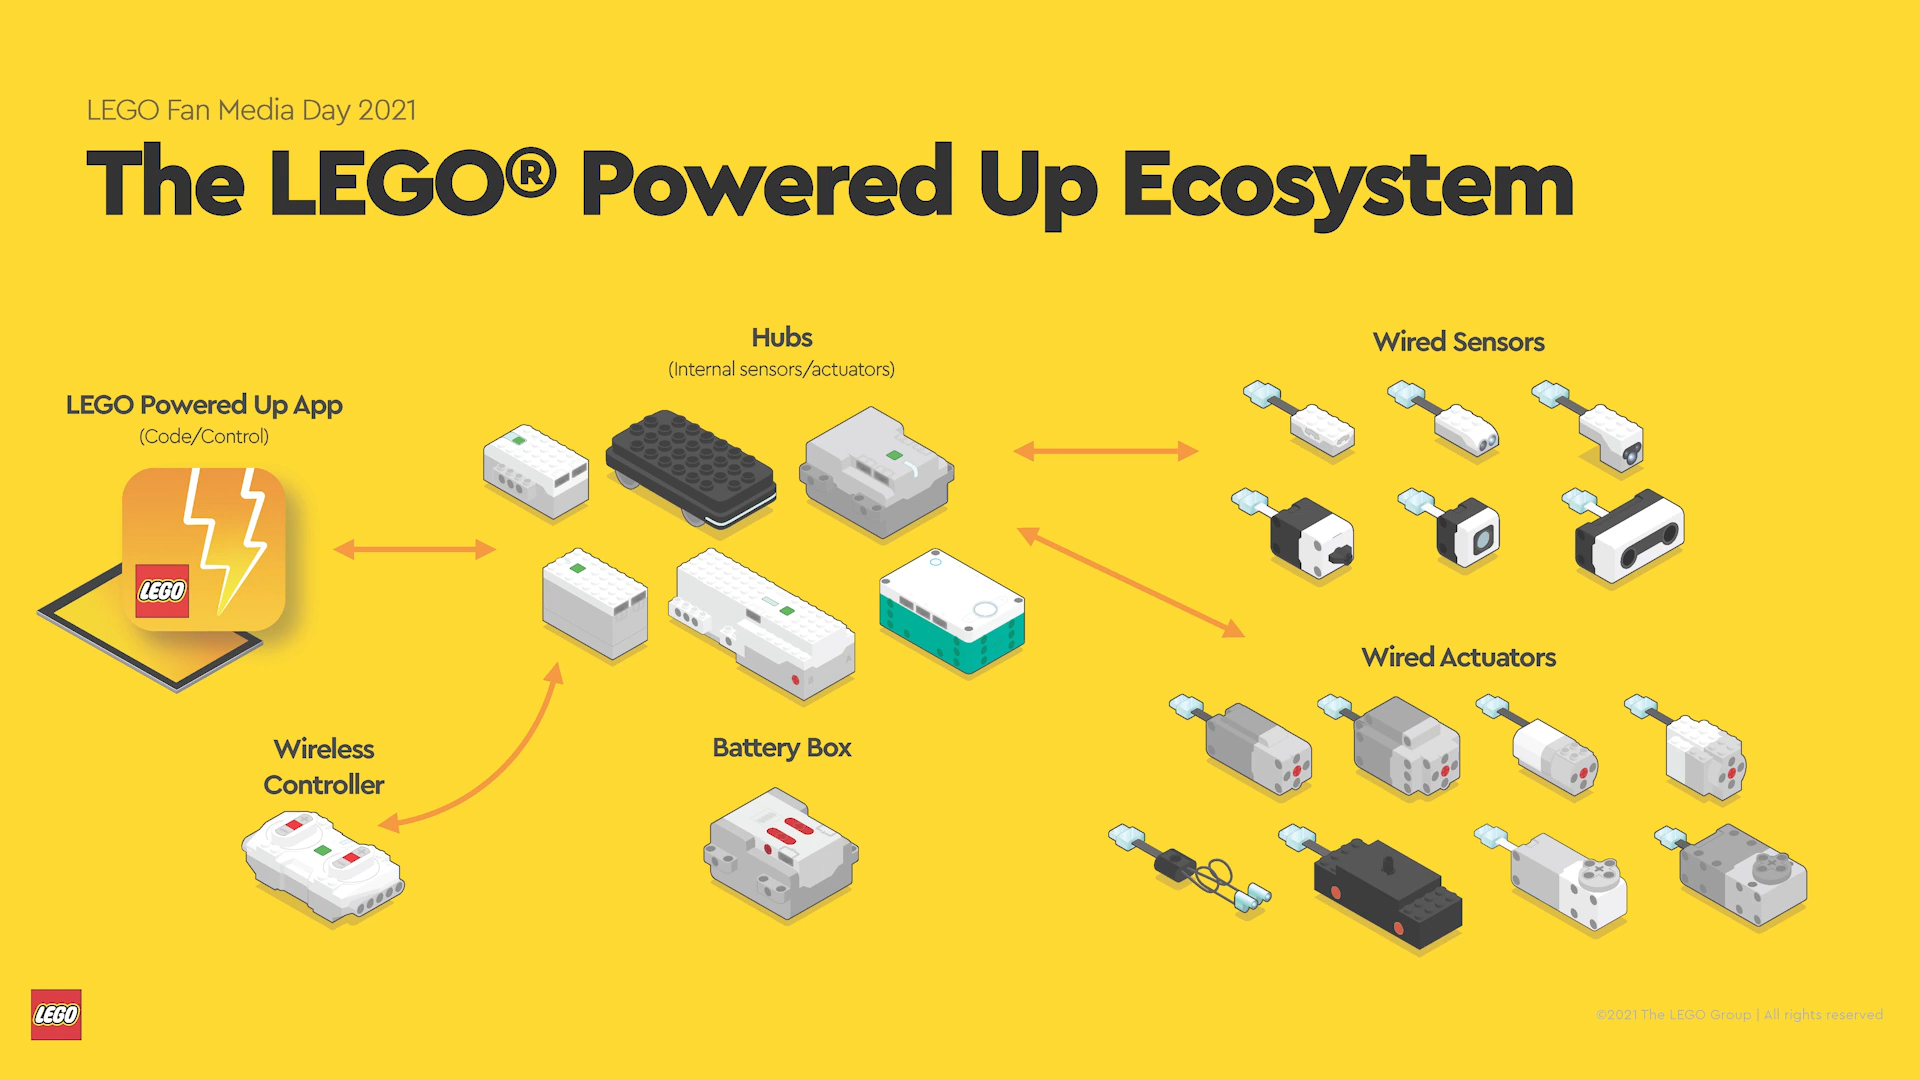 LEGO Fan Media Day 2021
The LEGO® Powered Up Ecosystem
Hubs
(Internal sensors/actuators)
Wired Sensors
LEGO Powered Up App
(Code/Control)
LEGO
Wired Actuators
Wireless
Controller
Battery Box
LEGO
©2021 The LEGO Group | All rights reserved